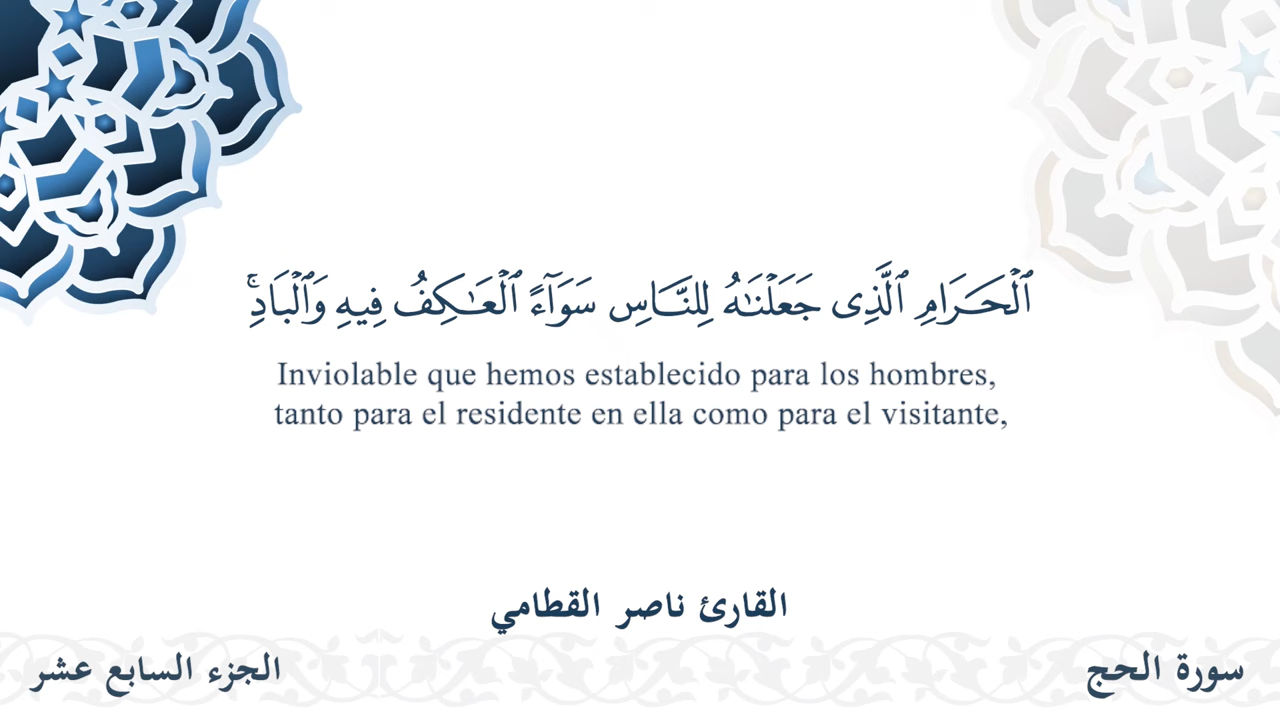 ٱلْحَرَامِ ٱلَّذِى جَعَلْنَـٰهُ لِلنَّاسِ سَوَآءً ٱلْعَـٰكِفُ فِيهِ وَٱلْبَادِ ۚ
Inviolable que hemos establecido para los hombres,
tanto para el residente en ella como para el visitante,
القارئ ناصر القطامي
سورة الحج
الجزء السابع عشر